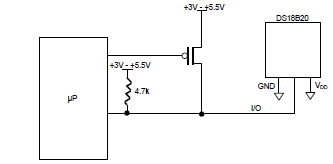 +3V - +5.5V
DS18B20
+3V - +5.5V
GND
VDD
4.7k
µP
I/O